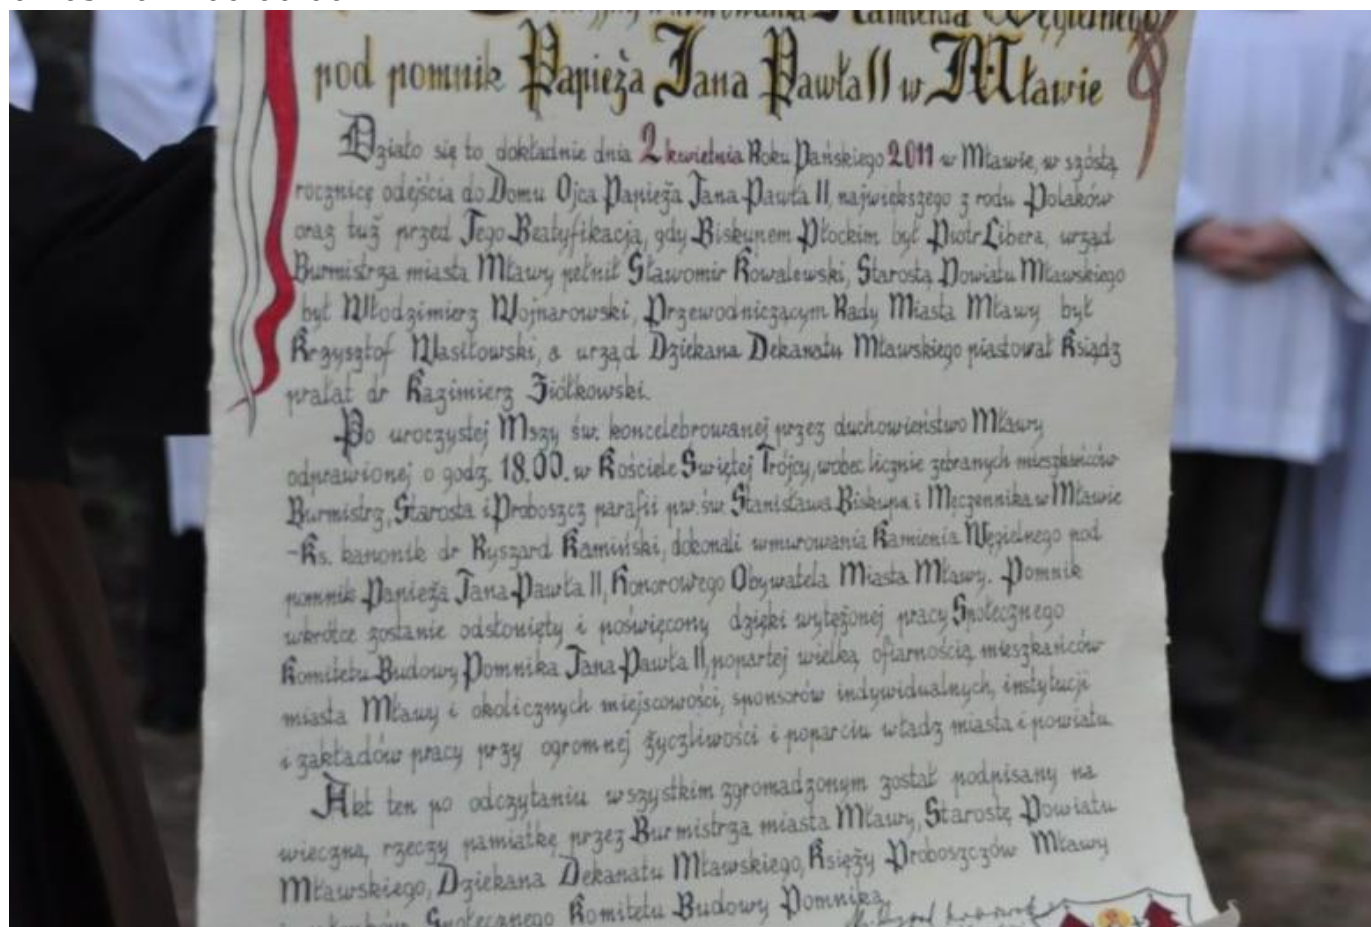 wmurowania Kamienia Węgielnego
pod pomnik Papieża Jana Pawła II w Mławie
Działo się to dokładnie dnia 2 kwietnia Roku Pańskiego 2011 w Mławie, w szóstą
rocznicę odejścia do Domu Ojca Papieża Jana Pawła II, największego z rodu Polaków
oraz tuż przed Jego Beatyfikacją, gdy Biskupem Płockim był Piotr Libera, urząd
Burmistrza miasta Mławy pełnił Sławomir Kowalewski, Starostą Powiatu Mławskiego
był Włodzimierz Wojnarowski, Przewodniczącym Rady Miasta Mławy był
Krzysztof Wasiłowski, a urząd Dziekana Dekanatu Mławskiego piastował Ksiądz
prałat dr Kazimierz Ziółkowski.
Po uroczystej Mszy św. koncelebrowanej przez duchowieństwo Mławy
odprawionej o godz. 18.00. w Kościele Świętej Trójcy, wobec licznie zebranych mieszkańców
Burmistrz, Starosta i Proboszcz parafii pw. św. Stanisława Biskupa i Męczennika w Mławie
-Ks. kanonik dr Ryszard Kamiński, dokonali wmurowania Kamienia Węgielnego pod
pomnik Papieża Jana Pawła II, Honorowego Obywatela Miasta Mławy. Pomnik
wkrótce zostanie odsłonięty i poświęcony dzięki wytężonej pracy Społecznego
Komitetu Budowy Pomnika Jana Pawła II, popartej wielką ofiarnością mieszkańców
miasta Mławy i okolicznych miejscowości, sponsorów indywidualnych, instytucji
i zakładów pracy przy ogromnej życzliwości i poparciu władz miasta i powiatu.
Akt ten po odczytaniu wszystkim zgromadzonym został podpisany na
wieczną rzeczy pamiątkę przez Burmistrza miasta Mławy, Starostę Powiatu
Mławskiego, Dziekana Dekanatu Mławskiego, Księży Proboszczów Mławy
Społecznego Komitetu Budowy Pomnika